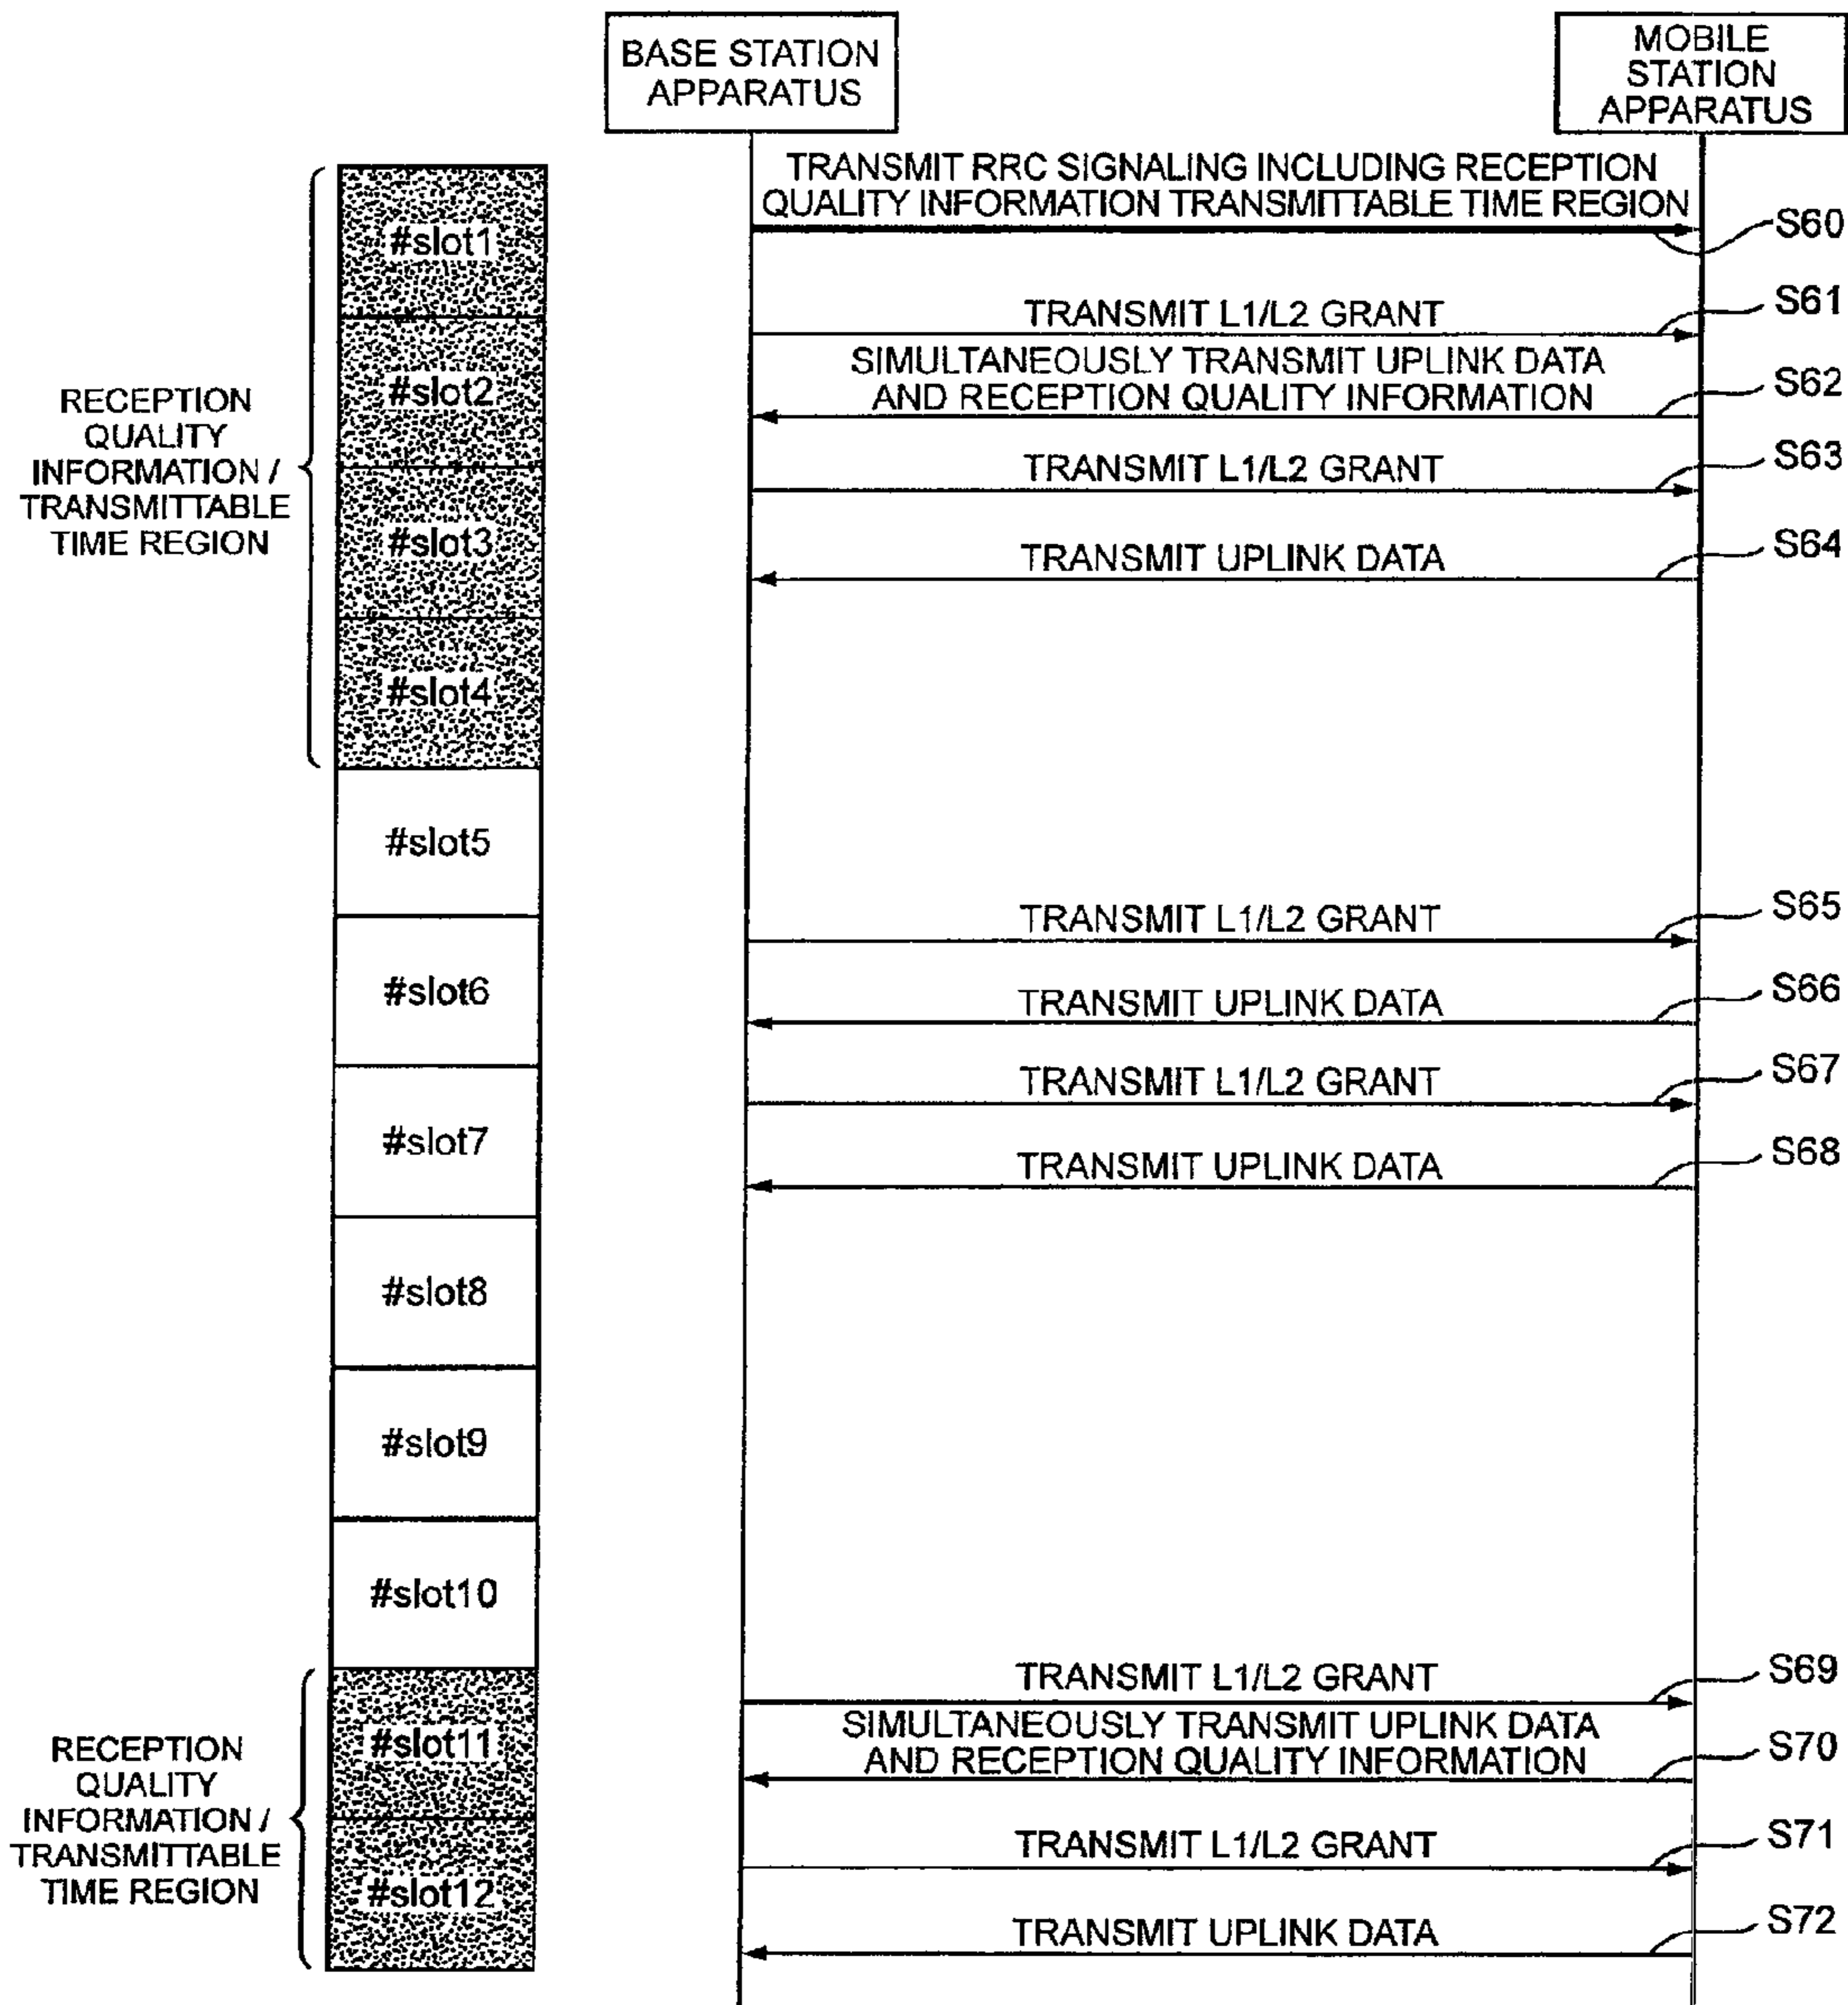 BASE STATION
APPARATUS
MOBILE
STATION
APPARATUS
TRANSMIT RRC SIGNALING INCLUDING RECEPTION
QUALITY INFORMATION TRANSMITTABLE TIME REGION
S60
#slot1
TRANSMIT L1/L2 GRANT
S61
SIMULTANEOUSLY TRANSMIT UPLINK DATA
AND RECEPTION QUALITY INFORMATION
S62
#slot2
RECEPTION
QUALITY
INFORMATION /
TRANSMITTABLE
TIME REGION
TRANSMIT L1/L2 GRANT
S63
#slot3
TRANSMIT UPLINK DATA
S64
#slot4
#slot5
TRANSMIT L1/L2 GRANT
S65
#slot6
TRANSMIT UPLINK DATA
S66
TRANSMIT L1/L2 GRANT
S67
#slot7
TRANSMIT UPLINK DATA
S68
#slot8
#slot9
#slot10
TRANSMIT L1/L2 GRANT
S69
#slot11
SIMULTANEOUSLY TRANSMIT UPLINK DATA
AND RECEPTION QUALITY INFORMATION
S70
RECEPTION
QUALITY
INFORMATION /
TRANSMITTABLE
TIME REGION
TRANSMIT L1/L2 GRANT
S71
#slot12
TRANSMIT UPLINK DATA
S72